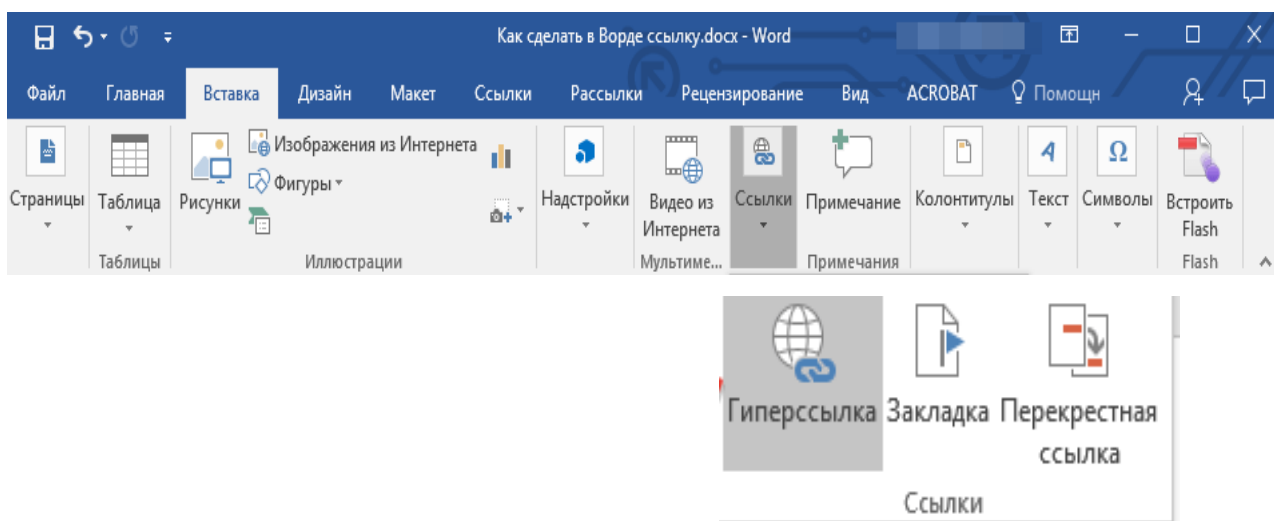 Как сделать в Ворде ссылку.docx - Word
Файл Главная Вставка Дизайн Макет Ссылки Рассылки Рецензирование Вид ACROBAT Помощн
Изображения из Интернета
Фигуры
Страницы Таблица Рисунки Надстройки Видео из Интернета Ссылки Примечание Колонтитулы Текст Символы Встроить Flash
Таблицы Иллюстрации Мультиме... Примечания Flash
Гиперссылка Закладка Перекрестная
ссылка
Ссылки